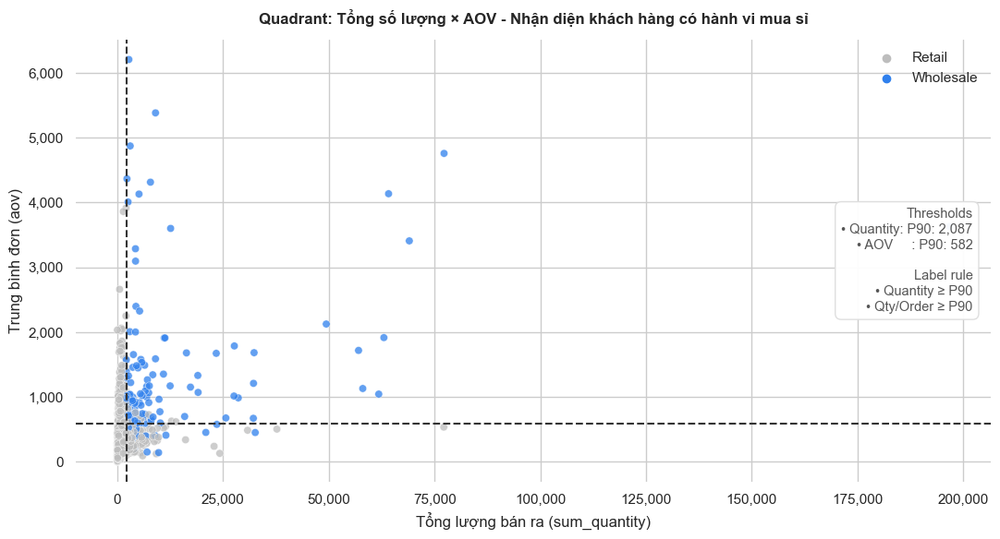 Quadrant: Tổng số lượng × AOV - Nhận diện khách hàng có hành vi mua sỉ
Retail
Wholesale
6,000
5,000
4,000
3,000
2,000
1,000
0
Trung bình đơn (aov)
Thresholds
• Quantity: P90: 2,087
• AOV : P90: 582
Label rule
• Quantity ≥ P90
• Qty/Order ≥ P90
0 25,000 50,000 75,000 100,000 125,000 150,000 175,000 200,000
Tổng lượng bán ra (sum_quantity)